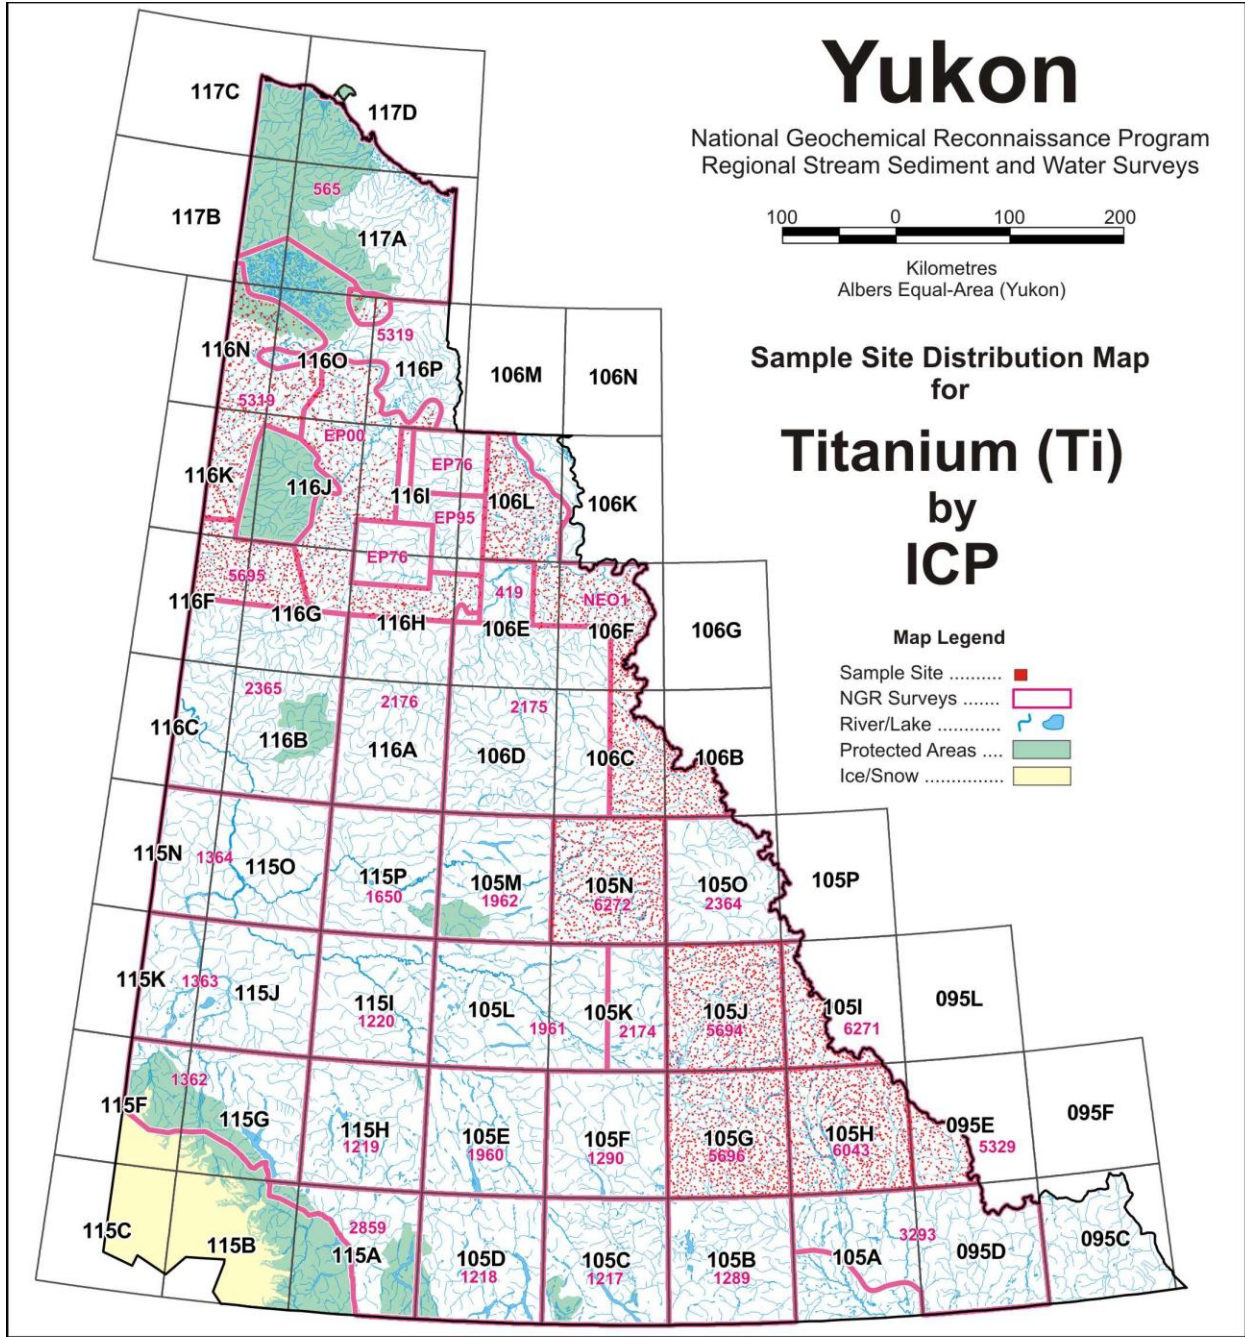 Yukon
National Geochemical Reconnaissance Program
Regional Stream Sediment and Water Surveys
100 0 100 200
Kilometres
Albers Equal-Area (Yukon)
Sample Site Distribution Map
for
Titanium (Ti)
by
ICP
Map Legend
Sample Site ..........
NGR Surveys .......
River/Lake ............
Protected Areas ....
Ice/Snow ...............
117C
117D
565
117B
117A
5319
116N
116O
116P
106M
106N
5319
EP00
EP76
116K
116J
116I
106L
106K
EP95
EP76
5695
419
NEO1
116F
116G
116H
106E
106F
106G
2365
2176
2175
116C
116B
116A
106D
106C
106B
115N
1364
115O
115P
1650
105M
1962
105N
6272
105O
2364
105P
115K
1363
115J
115I
1220
105L
1961
105K
2174
105J
5694
105I
6271
095L
1362
115F
115G
115H
1219
105E
1960
105F
1290
105G
5696
105H
6043
095E
5329
095F
115C
115B
2859
115A
105D
1218
105C
1217
105B
1289
105A
3293
095D
095C